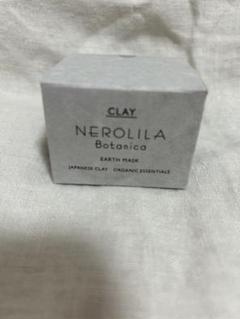 CLAY
NEROLILA
Botanica
EARTH MASK
JAPANESE CLAY ORGANIC ESSENTIALS